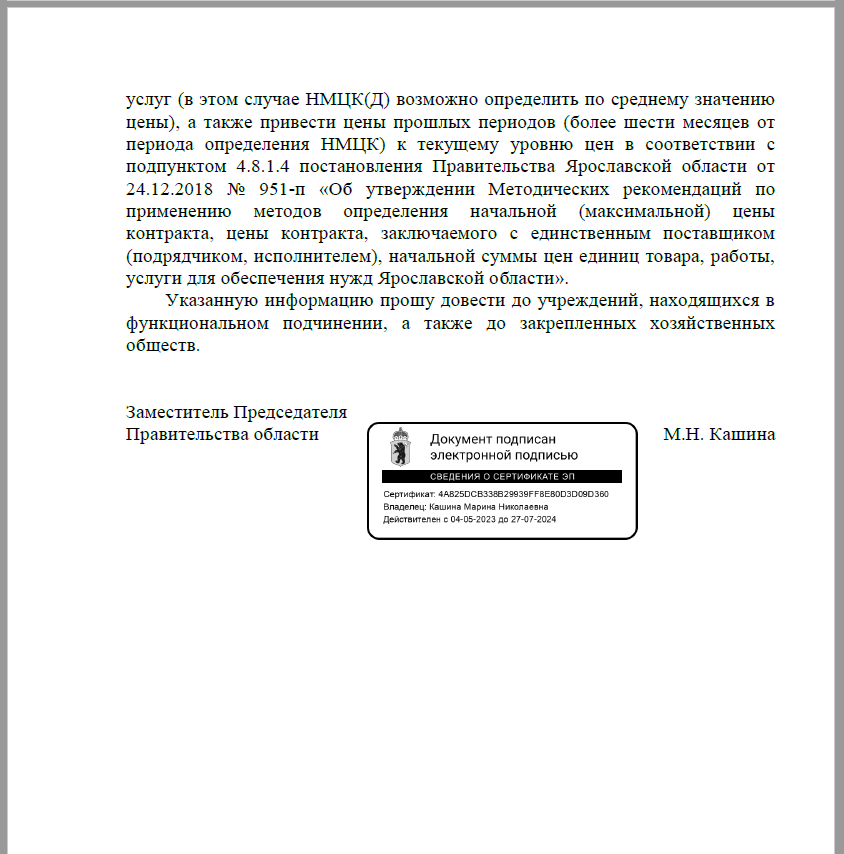 услуг (в этом случае НМЦК(Д) возможно определить по среднему значению
цены), а также привести цены прошлых периодов (более шести месяцев от
периода определения НМЦК) к текущему уровню цен в соответствии с
подпунктом 4.8.1.4 постановления Правительства Ярославской области от
24.12.2018 № 951-п «Об утверждении Методических рекомендаций по
применению методов определения начальной (максимальной) цены
контракта, цены контракта, заключаемого с единственным поставщиком
(подрядчиком, исполнителем), начальной суммы цен единиц товара, работы,
услуги для обеспечения нужд Ярославской области».
Указанную информацию прошу довести до учреждений, находящихся в
функциональном подчинении, а также до закрепленных хозяйственных
обществ.
Заместитель Председателя
Правительства области
М.Н. Кашина
Документ подписан
электронной подписью
СВЕДЕНИЯ О СЕРТИФИКАТЕ ЭП
Сертификат: 4A825DCB338B29939FF8E80D3D09D360
Владелец: Кашина Марина Николаевна
Действителен с 04-05-2023 до 27-07-2024